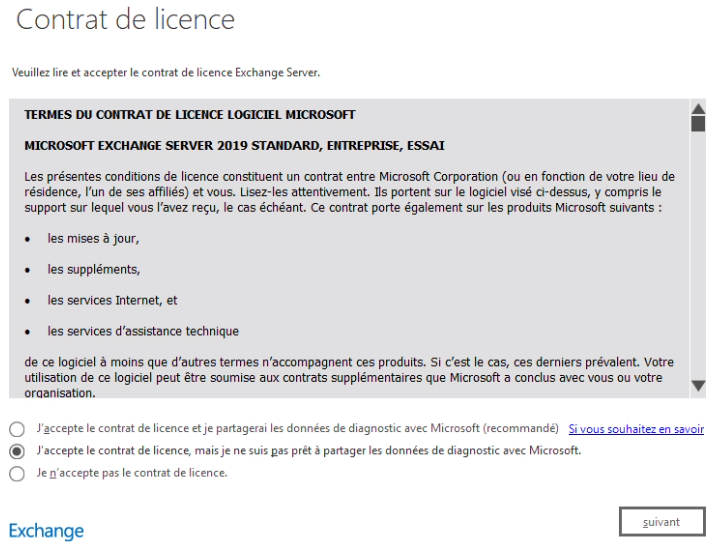 Contrat de licence
Veuillez lire et accepter le contrat de licence Exchange Server.
TERMES DU CONTRAT DE LICENCE LOGICIEL MICROSOFT
MICROSOFT EXCHANGE SERVER 2019 STANDARD, ENTREPRISE, ESSAI
Les présentes conditions de licence constituent un contrat entre Microsoft Corporation (ou en fonction de votre lieu de
résidence, l’un de ses affiliés) et vous. Lisez-les attentivement. Ils portent sur le logiciel visé ci-dessus, y compris le
support sur lequel vous l’avez reçu, le cas échéant. Ce contrat porte également sur les produits Microsoft suivants :
• les mises à jour,
• les suppléments,
• les services Internet, et
• les services d’assistance technique
de ce logiciel à moins que d’autres termes n’accompagnent ces produits. Si c’est le cas, ces derniers prévalent. Votre
utilisation de ce logiciel peut être soumise aux contrats supplémentaires que Microsoft a conclus avec vous ou votre
organisation.
J'accepte le contrat de licence et je partagerai les données de diagnostic avec Microsoft (recommandé) Si vous souhaitez en savoir
J'accepte le contrat de licence, mais je ne suis pas prêt à partager les données de diagnostic avec Microsoft.
Je n'accepte pas le contrat de licence.
suivant
Exchange